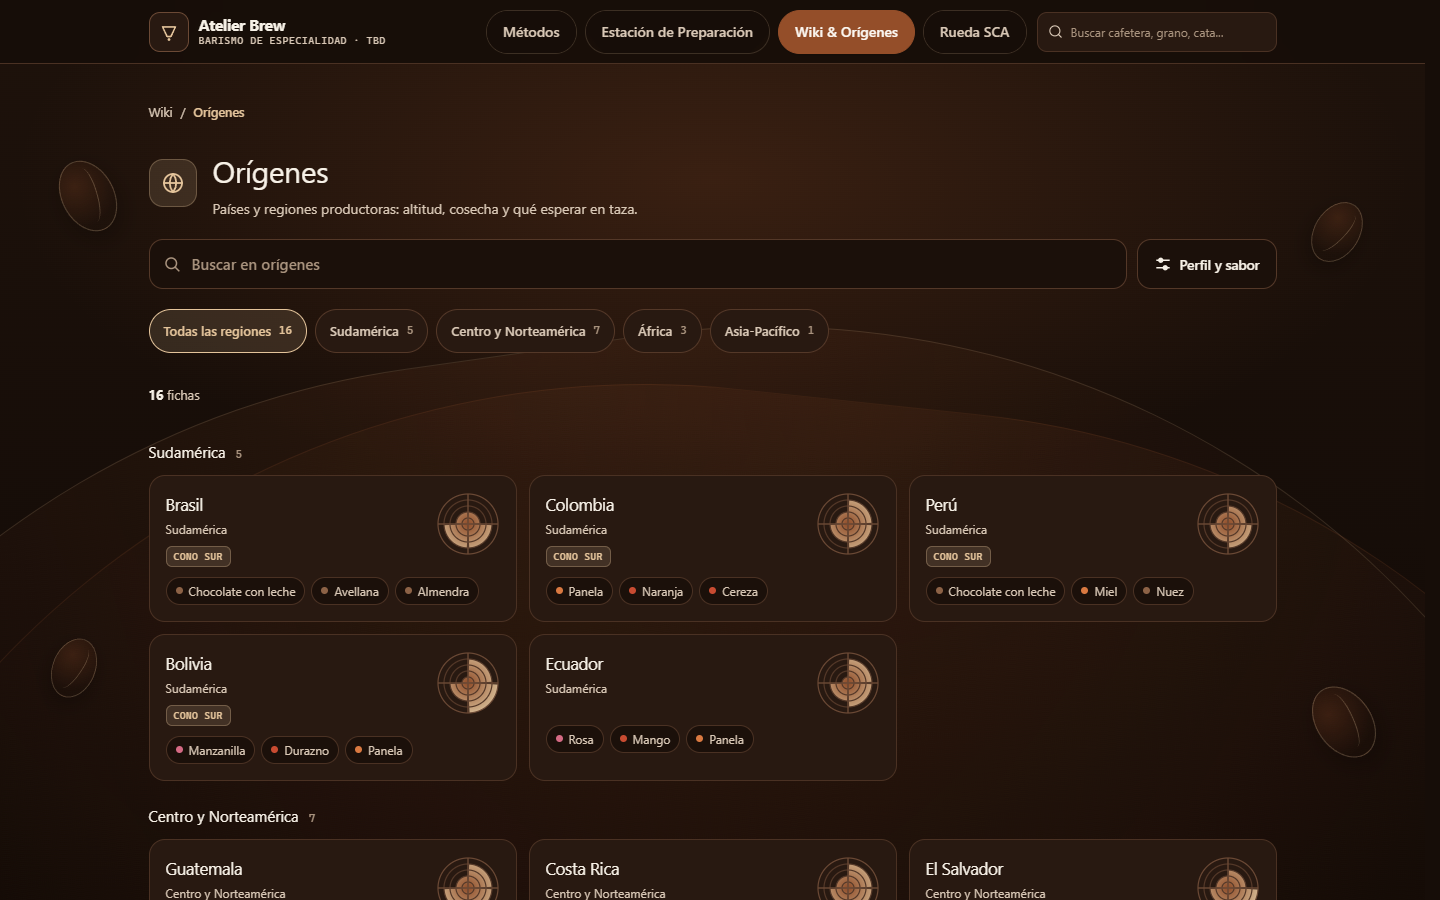 Atelier Brew
BARISMO DE ESPECIALIDAD · TBD
Métodos
Estación de Preparación
Wiki & Orígenes
Rueda SCA
Buscar cafetera, grano, cata...
Wiki / Orígenes
Orígenes
Países y regiones productoras: altitud, cosecha y qué esperar en taza.
Buscar en orígenes
Perfil y sabor
Todas las regiones 16
Sudamérica 5
Centro y Norteamérica 7
África 3
Asia-Pacífico 1
16 fichas
Sudamérica 5
Brasil
Sudamérica
CONO SUR
Chocolate con leche
Avellana
Almendra
Colombia
Sudamérica
CONO SUR
Panela
Naranja
Cereza
Perú
Sudamérica
CONO SUR
Chocolate con leche
Miel
Nuez
Bolivia
Sudamérica
CONO SUR
Manzanilla
Durazno
Panela
Ecuador
Sudamérica
Rosa
Mango
Panela
Centro y Norteamérica 7
Guatemala
Centro y Norteamérica
Costa Rica
Centro y Norteamérica
El Salvador
Centro y Norteamérica